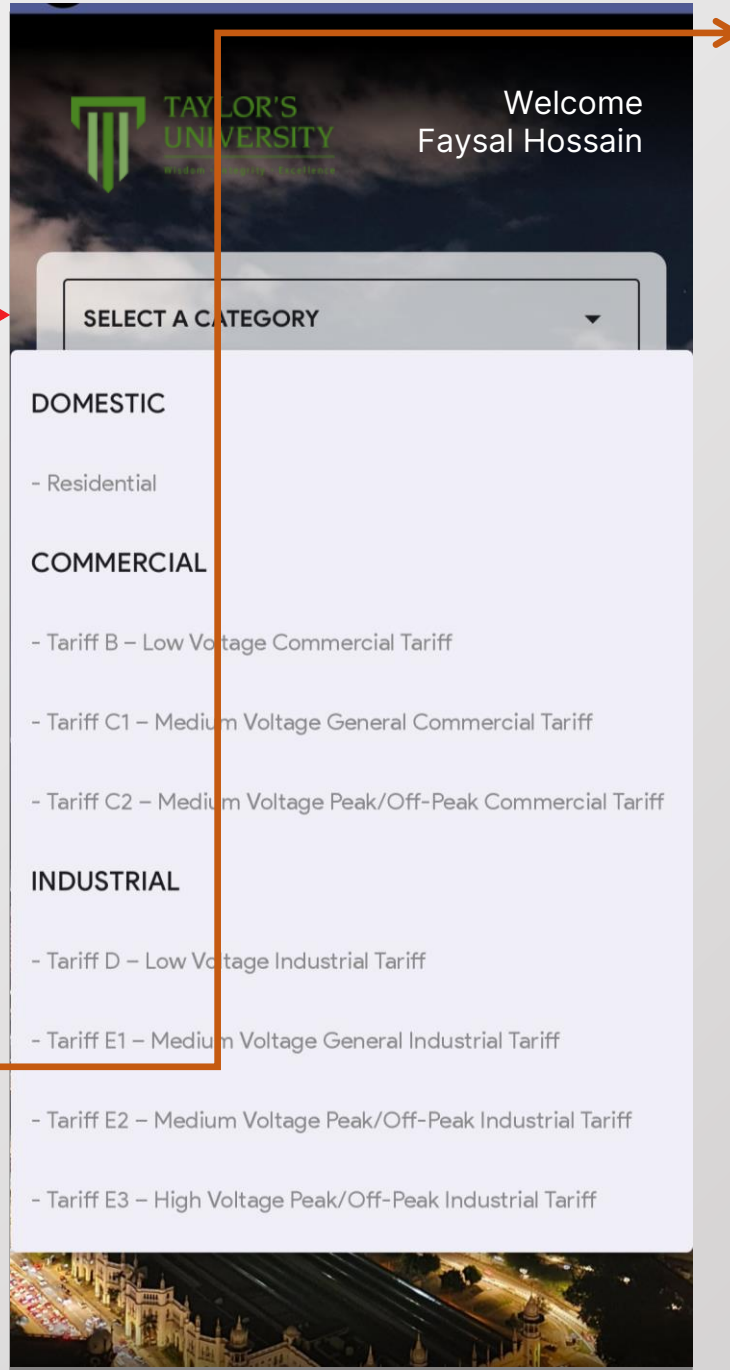 TAYLOR'S
UNIVERSITY
Wisdom · Integrity · Excellence
Welcome
Faysal Hossain
SELECT A CATEGORY
DOMESTIC
- Residential
COMMERCIAL
- Tariff B – Low Voltage Commercial Tariff
- Tariff C1 – Medium Voltage General Commercial Tariff
- Tariff C2 – Medium Voltage Peak/Off-Peak Commercial Tariff
INDUSTRIAL
- Tariff D – Low Voltage Industrial Tariff
- Tariff E1 – Medium Voltage General Industrial Tariff
- Tariff E2 – Medium Voltage Peak/Off-Peak Industrial Tariff
- Tariff E3 – High Voltage Peak/Off-Peak Industrial Tariff